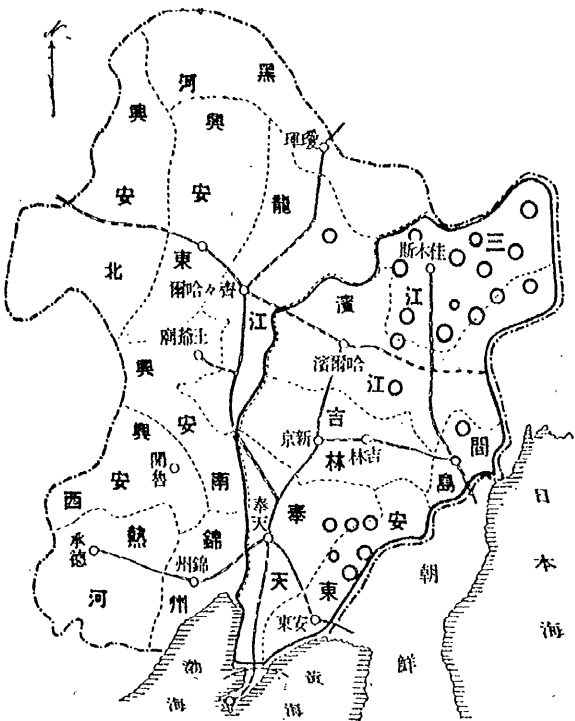 N
黑河
興安北
興安東
龍江
璦琿
三江
佳木斯
齊々哈爾
濱江
哈爾濱
王爺廟
興安南
興安西
開魯
吉林
新京
吉林
間島
奉天
奉天
安東
安東
錦州
錦州
熱河
承德
朝鮮
日本海
渤海
黃海